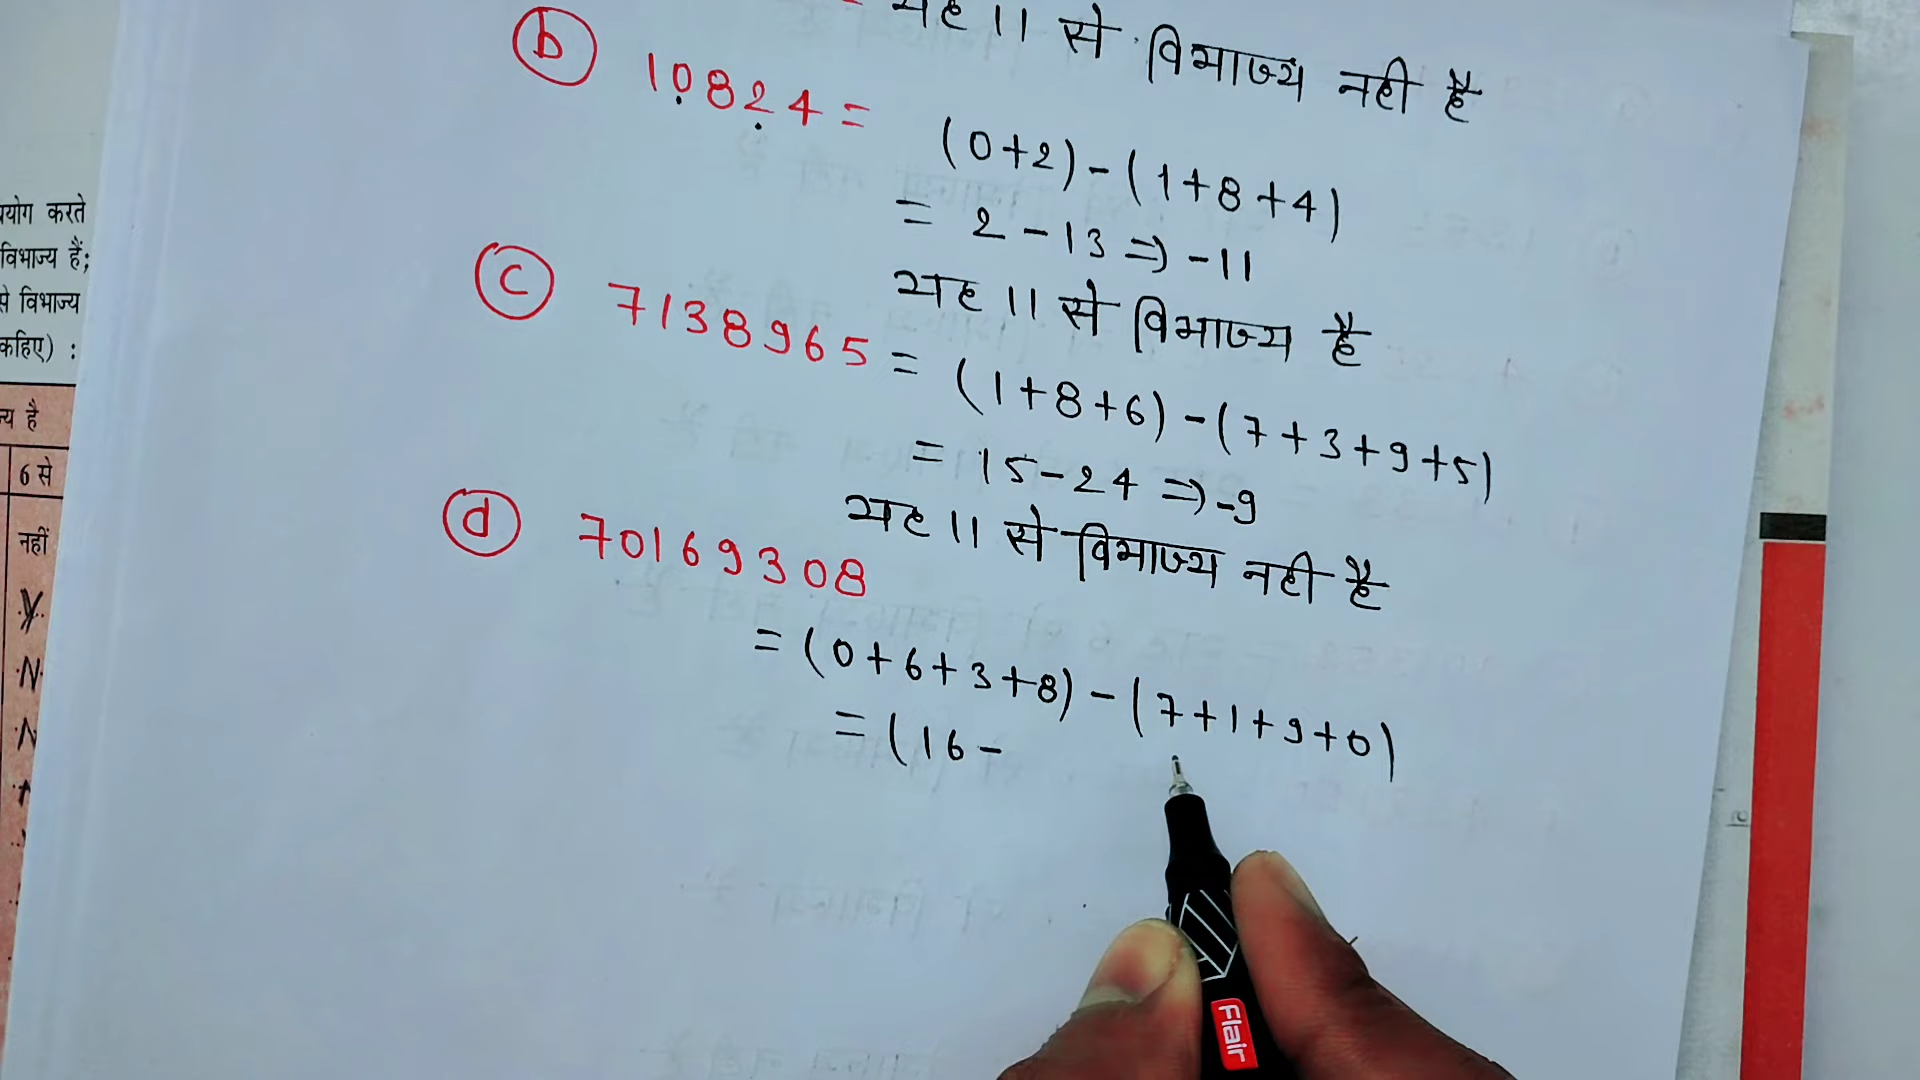 यह 11 से विभाज्य नही है
(b) 10824 = (0+2)-(1+8+4)
= 2-13 => -11
यह 11 से विभाज्य है
(c) 7138965 = (1+8+6)-(7+3+9+5)
= 15-24 => -9
यह 11 से विभाज्य नही है
(d) 70169308
= (0+6+3+8)-(7+1+9+0)
= (16-
योग करते
विभाज्य हैं;
से विभाज्य
कहिए) :
है
6 से
नहीं
N
Flair